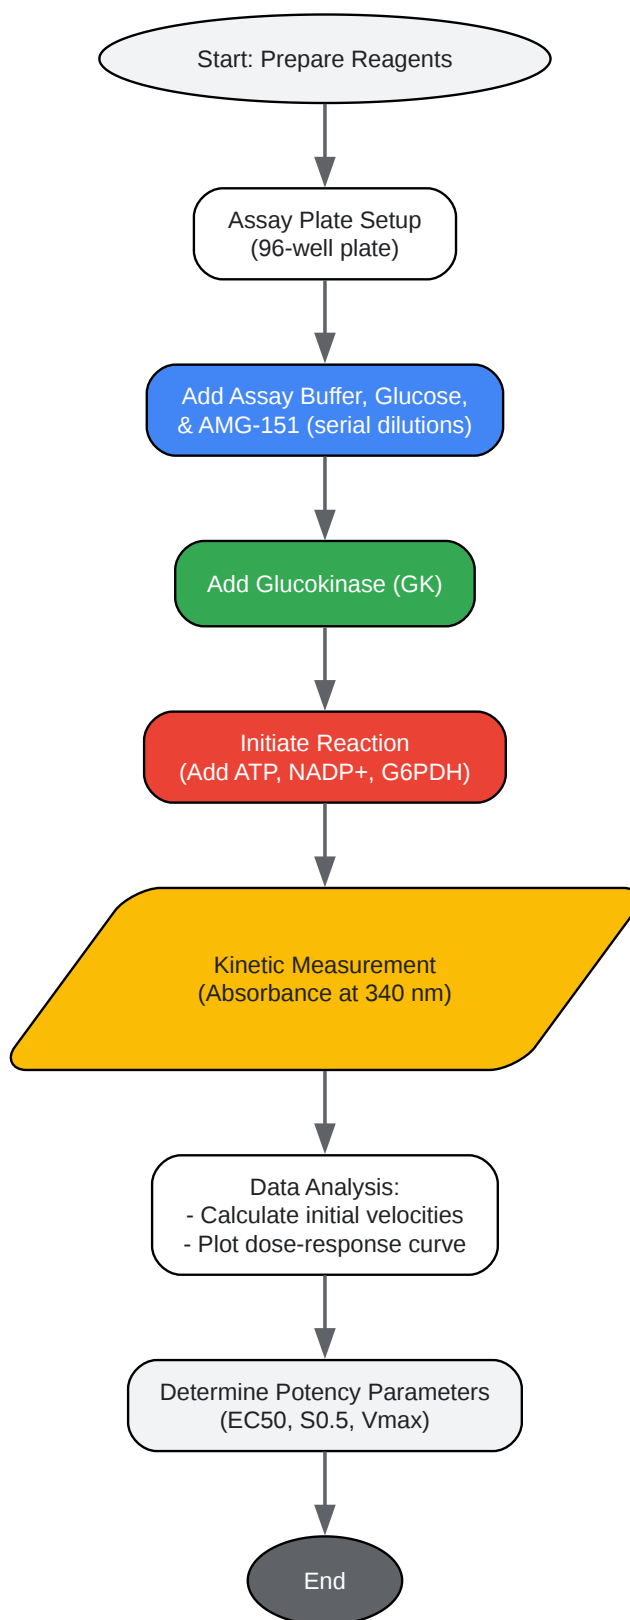 Start: Prepare Reagents
Assay Plate Setup
(96-well plate)
Add Assay Buffer, Glucose,
& AMG-151 (serial dilutions)
Add Glucokinase (GK)
Initiate Reaction
(Add ATP, NADP+, G6PDH)
Kinetic Measurement
(Absorbance at 340 nm)
Data Analysis:
- Calculate initial velocities
- Plot dose-response curve
Determine Potency Parameters
(EC50, S0.5, Vmax)
End